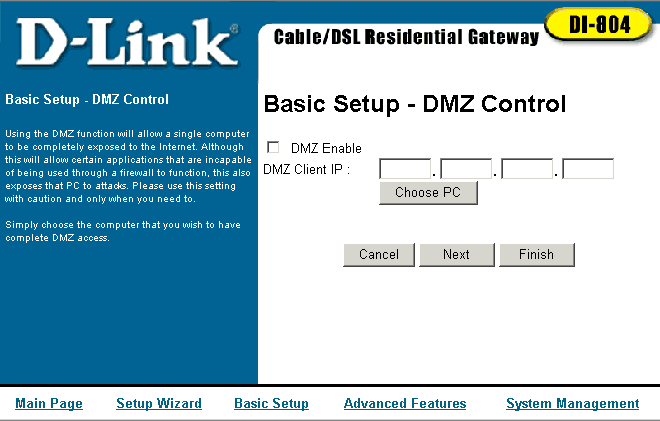 D-Link®
Cable/DSL Residential Gateway
DI-804
Basic Setup - DMZ Control
Using the DMZ function will allow a single computer
to be completely exposed to the Internet. Although
this will allow certain applications that are incapable
of being used through a firewall to function, this also
exposes that PC to attacks. Please use this setting
with caution and only when you need to.
Simply choose the computer that you wish to have
complete DMZ access.
Basic Setup - DMZ Control
DMZ Enable
DMZ Client IP : . . .
Choose PC
Cancel Next Finish
Main Page Setup Wizard Basic Setup Advanced Features System Management